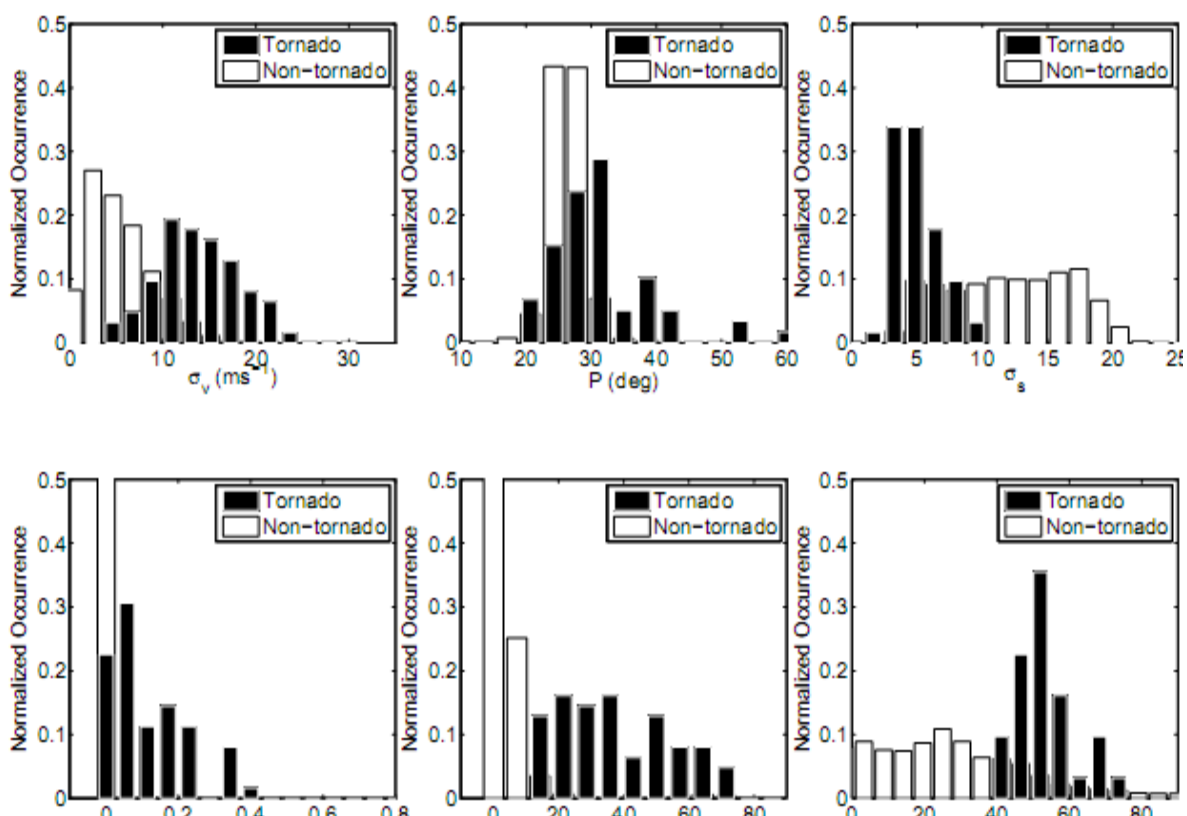 0.5 0.4 0.3 0.2 0.1 0
Normalized Occurrence
Tornado
Non-tornado
0 10 20 30
σv (ms-1)
0.5 0.4 0.3 0.2 0.1 0
Normalized Occurrence
Tornado
Non-tornado
10 20 30 40 50 60
P (deg)
0.5 0.4 0.3 0.2 0.1 0
Normalized Occurrence
Tornado
Non-tornado
0 5 10 15 20 25
σs
0.5 0.4 0.3 0.2 0.1 0
Normalized Occurrence
Tornado
Non-tornado
0 0.2 0.4 0.6 0.8
0.5 0.4 0.3 0.2 0.1 0
Normalized Occurrence
Tornado
Non-tornado
0 20 40 60 80
0.5 0.4 0.3 0.2 0.1 0
Normalized Occurrence
Tornado
Non-tornado
0 20 40 60 80